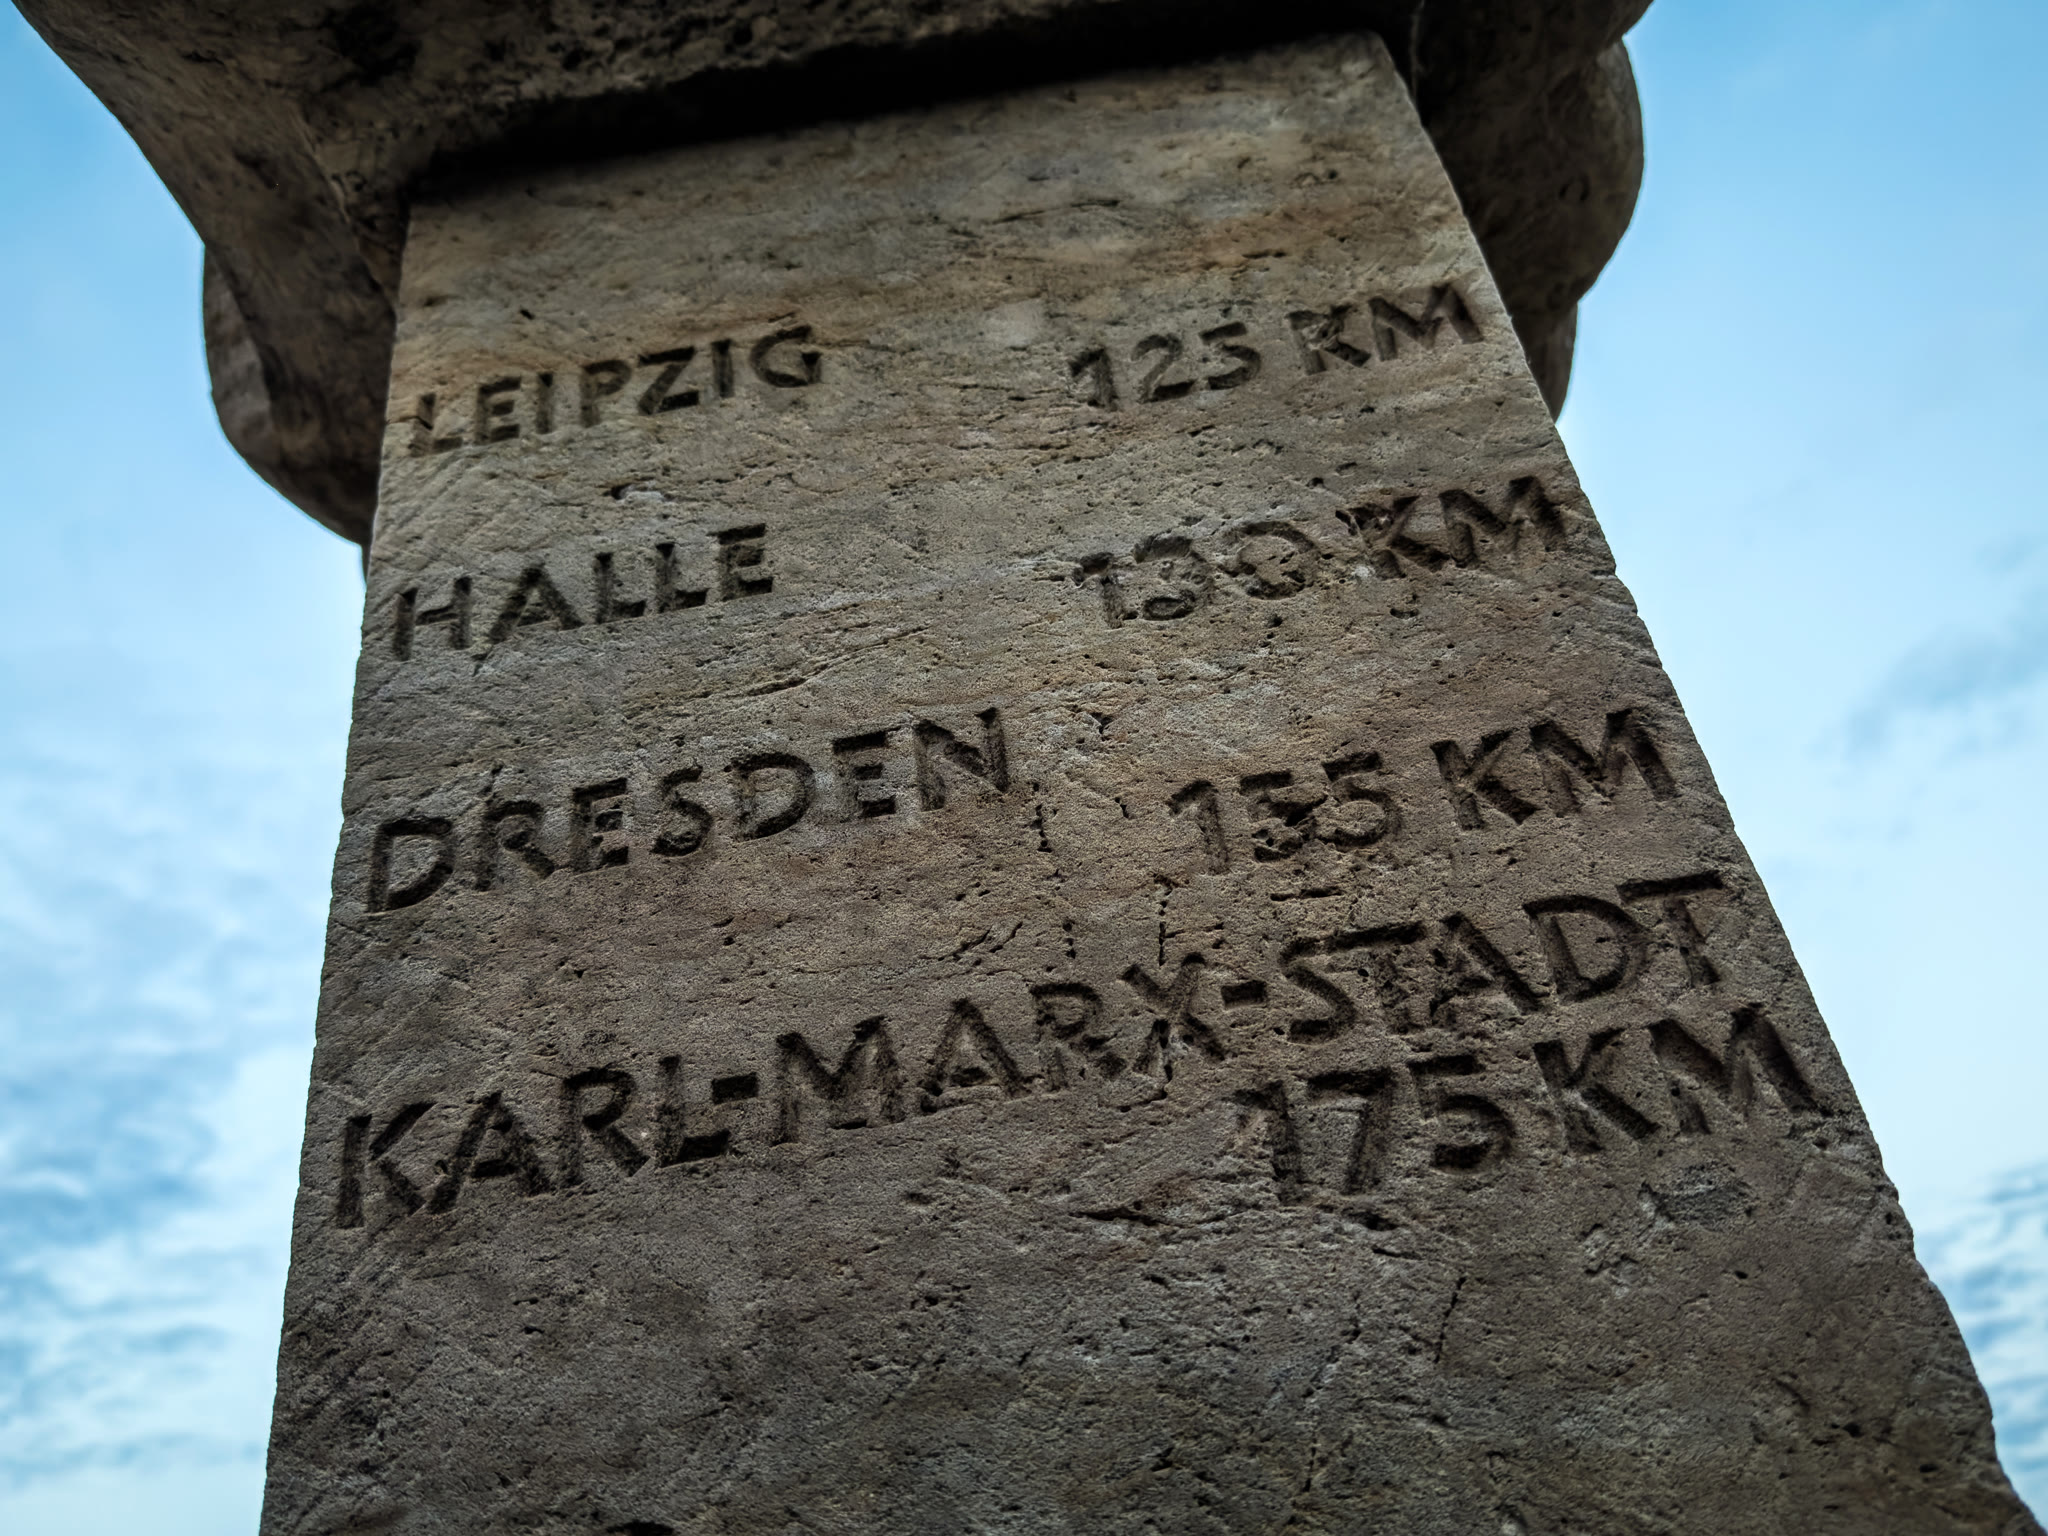 LEIPZIG 125 KM
HALLE 130 KM
DRESDEN 135 KM
KARL-MARX-STADT
175 KM